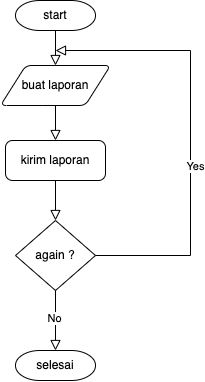 start
buat laporan
kirim laporan
Yes
again ?
No
selesai